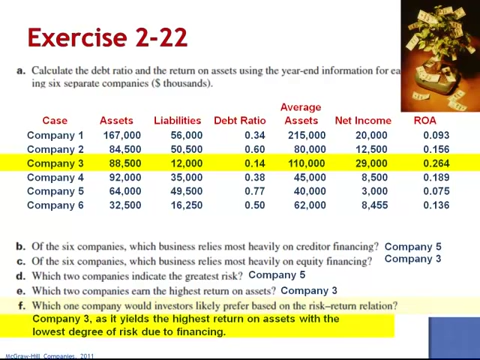 Exercise 2-22
a. Calculate the debt ratio and the return on assets using the year-end information for ea
ing six separate companies ($ thousands).
Average
Case Assets Liabilities Debt Ratio Assets Net Income ROA
Company 1 167,000 56,000 0.34 215,000 20,000 0.093
Company 2 84,500 50,500 0.60 80,000 12,500 0.156
Company 3 88,500 12,000 0.14 110,000 29,000 0.264
Company 4 92,000 35,000 0.38 45,000 8,500 0.189
Company 5 64,000 49,500 0.77 40,000 3,000 0.075
Company 6 32,500 16,250 0.50 62,000 8,455 0.136
b. Of the six companies, which business relies most heavily on creditor financing? Company 5
c. Of the six companies, which business relies most heavily on equity financing? Company 3
d. Which two companies indicate the greatest risk? Company 5
e. Which two companies earn the highest return on assets? Company 3
f. Which one company would investors likely prefer based on the risk–return relation?
Company 3, as it yields the highest return on assets with the
lowest degree of risk due to financing.
McGraw-Hill Companies, 2011